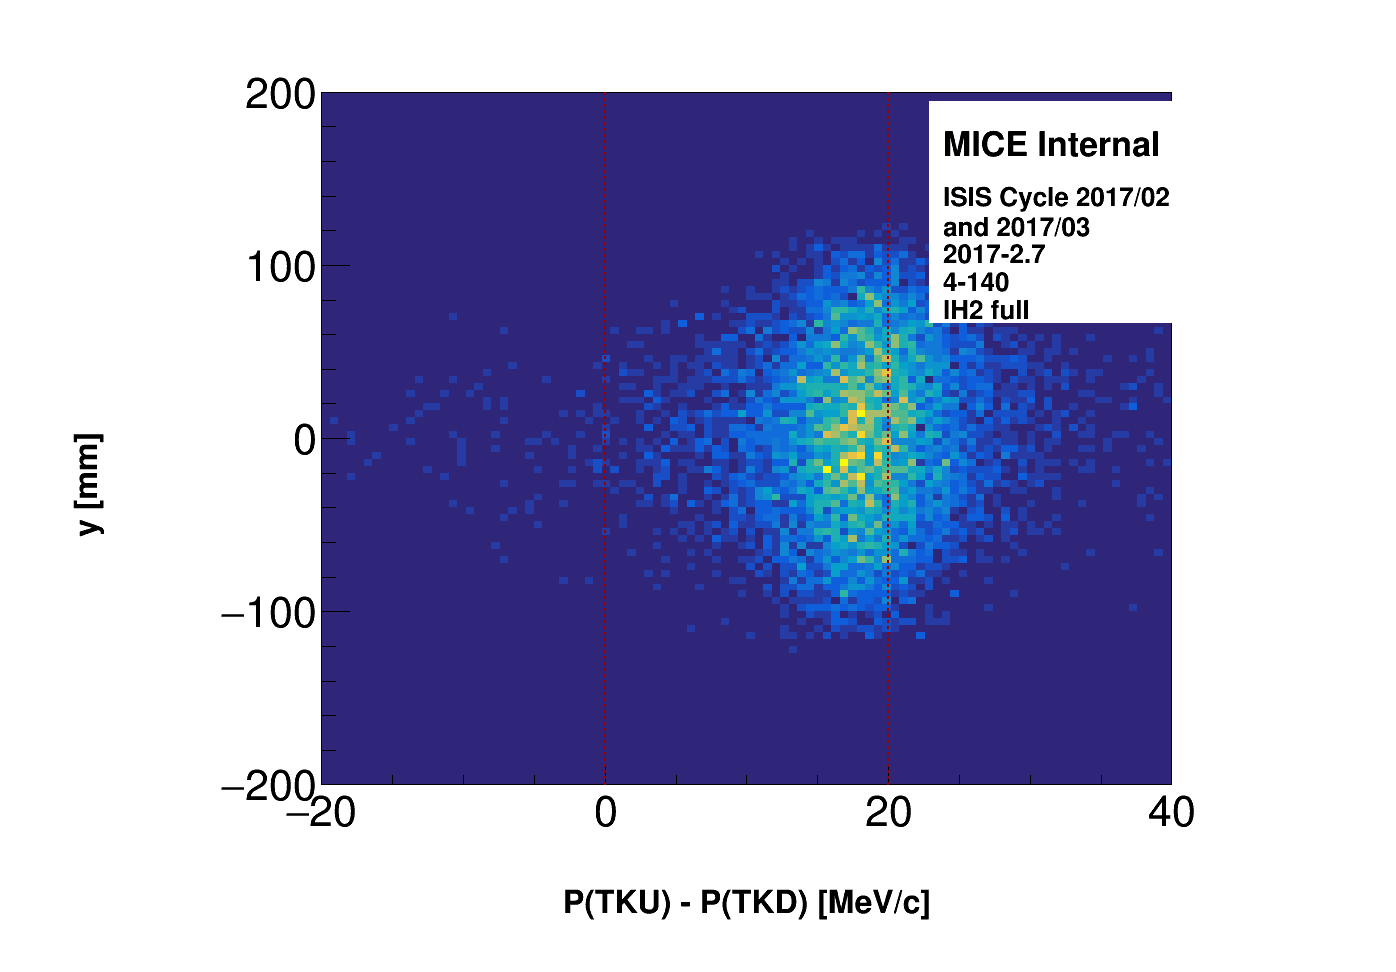 200
MICE Internal
ISIS Cycle 2017/02
and 2017/03
2017-2.7
4-140
IH2 full
100
0
y [mm]
−100
−200
−20 0 20 40
P(TKU) - P(TKD) [MeV/c]